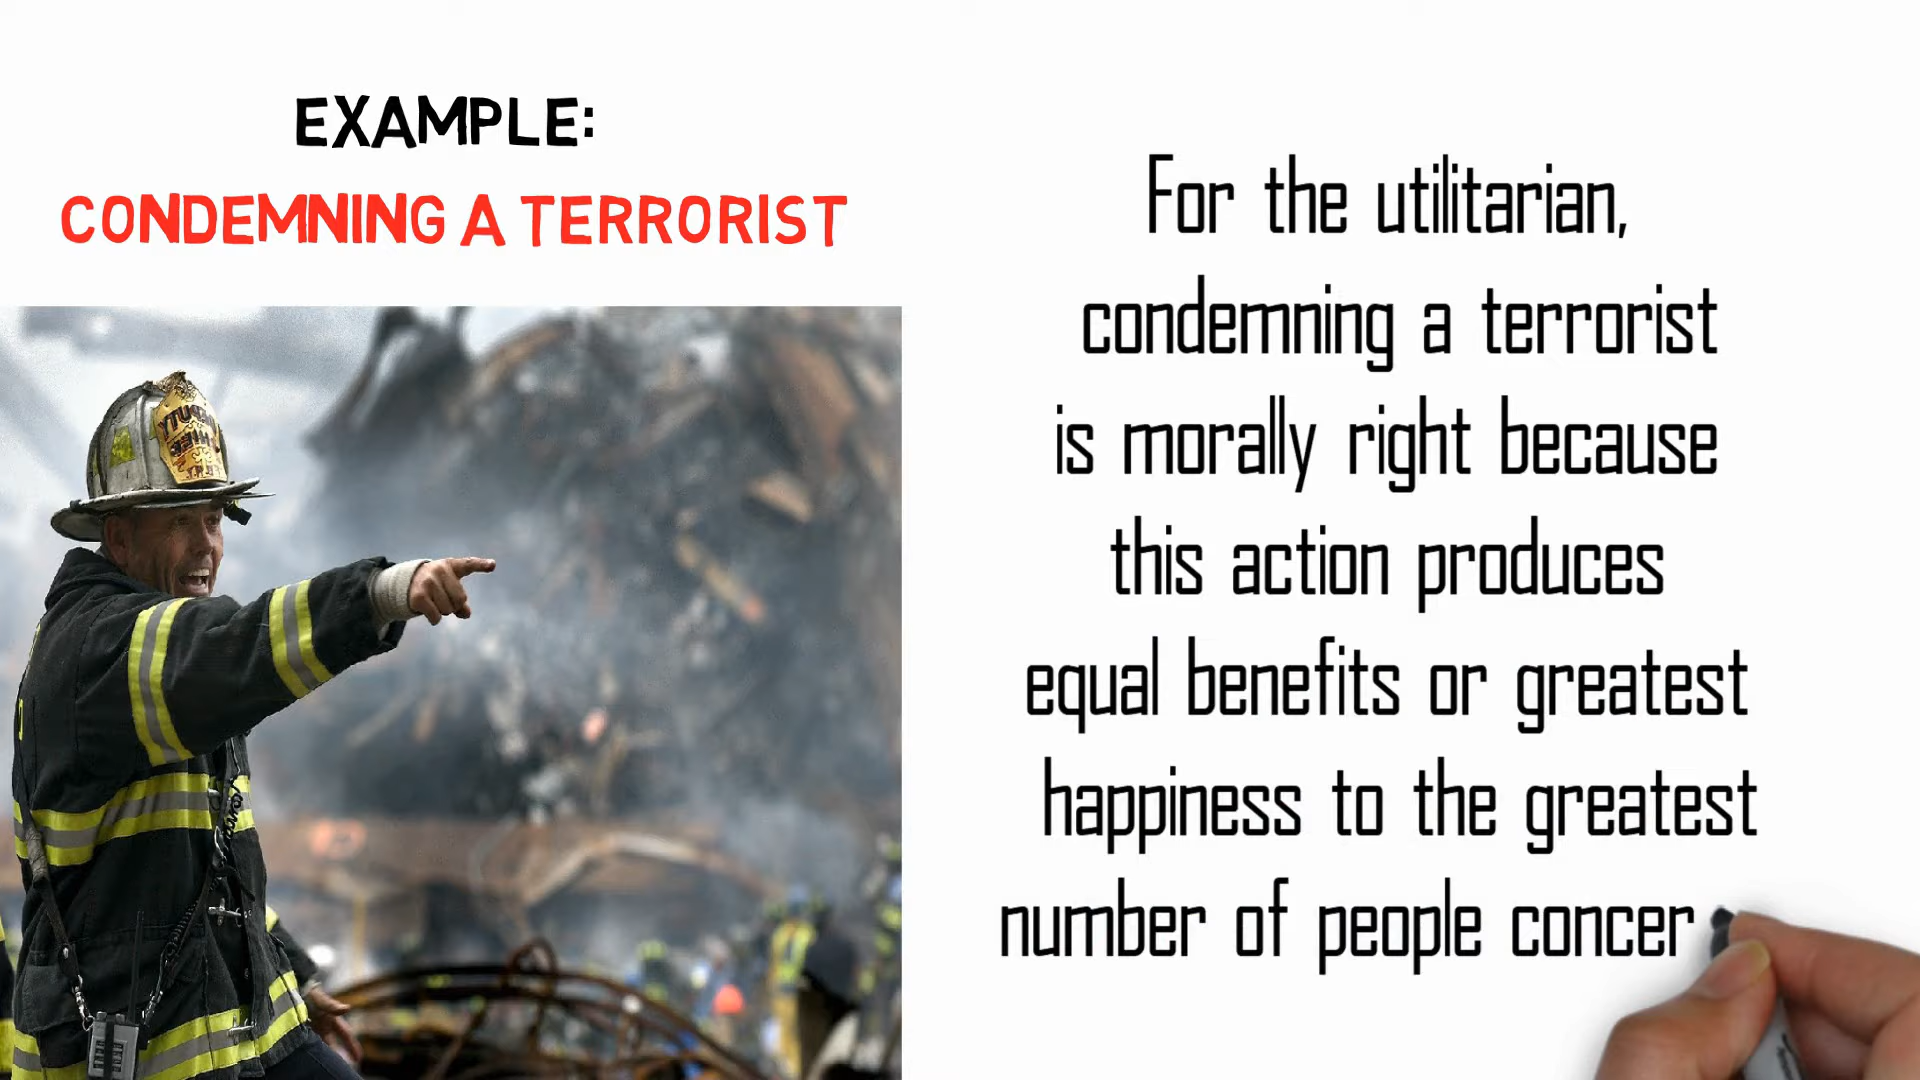 EXAMPLE:
CONDEMNING A TERRORIST
For the utilitarian,
condemning a terrorist
is morally right because
this action produces
equal benefits or greatest
happiness to the greatest
number of people concer